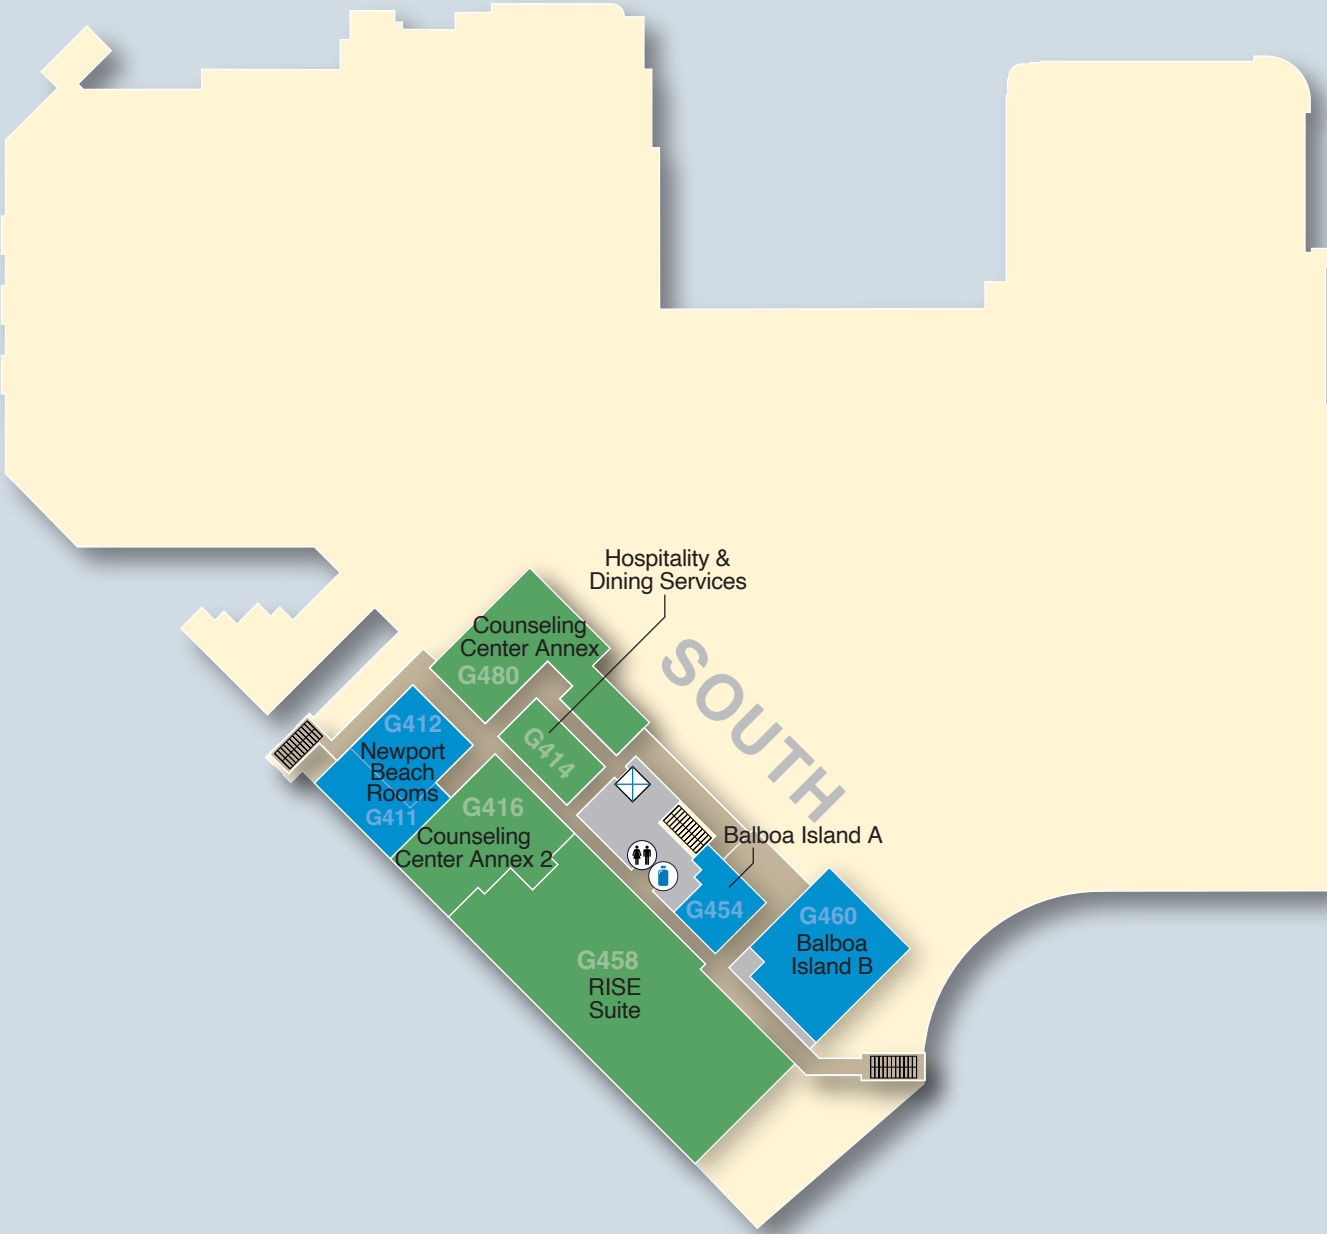 Hospitality &
Dining Services
Counseling
Center Annex
G480
SOUTH
G412
Newport
Beach
Rooms
G411
G414
G416
Counseling
Center Annex 2
Balboa Island A
G454
G460
Balboa
Island B
G458
RISE
Suite